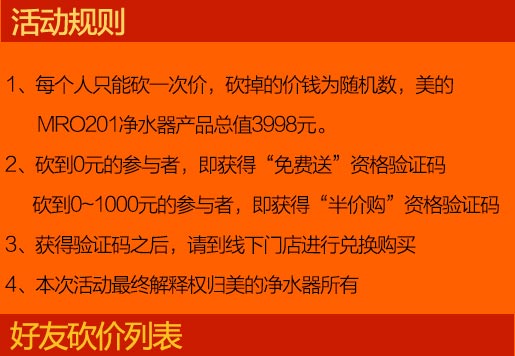 活动规则
1、每个人只能砍一次价，砍掉的价钱为随机数，美的
MRO201净水器产品总值3998元。
2、砍到0元的参与者，即获得“免费送”资格验证码
砍到0~1000元的参与者，即获得“半价购”资格验证码
3、获得验证码之后，请到线下门店进行兑换购买
4、本次活动最终解释权归美的净水器所有
好友砍价列表